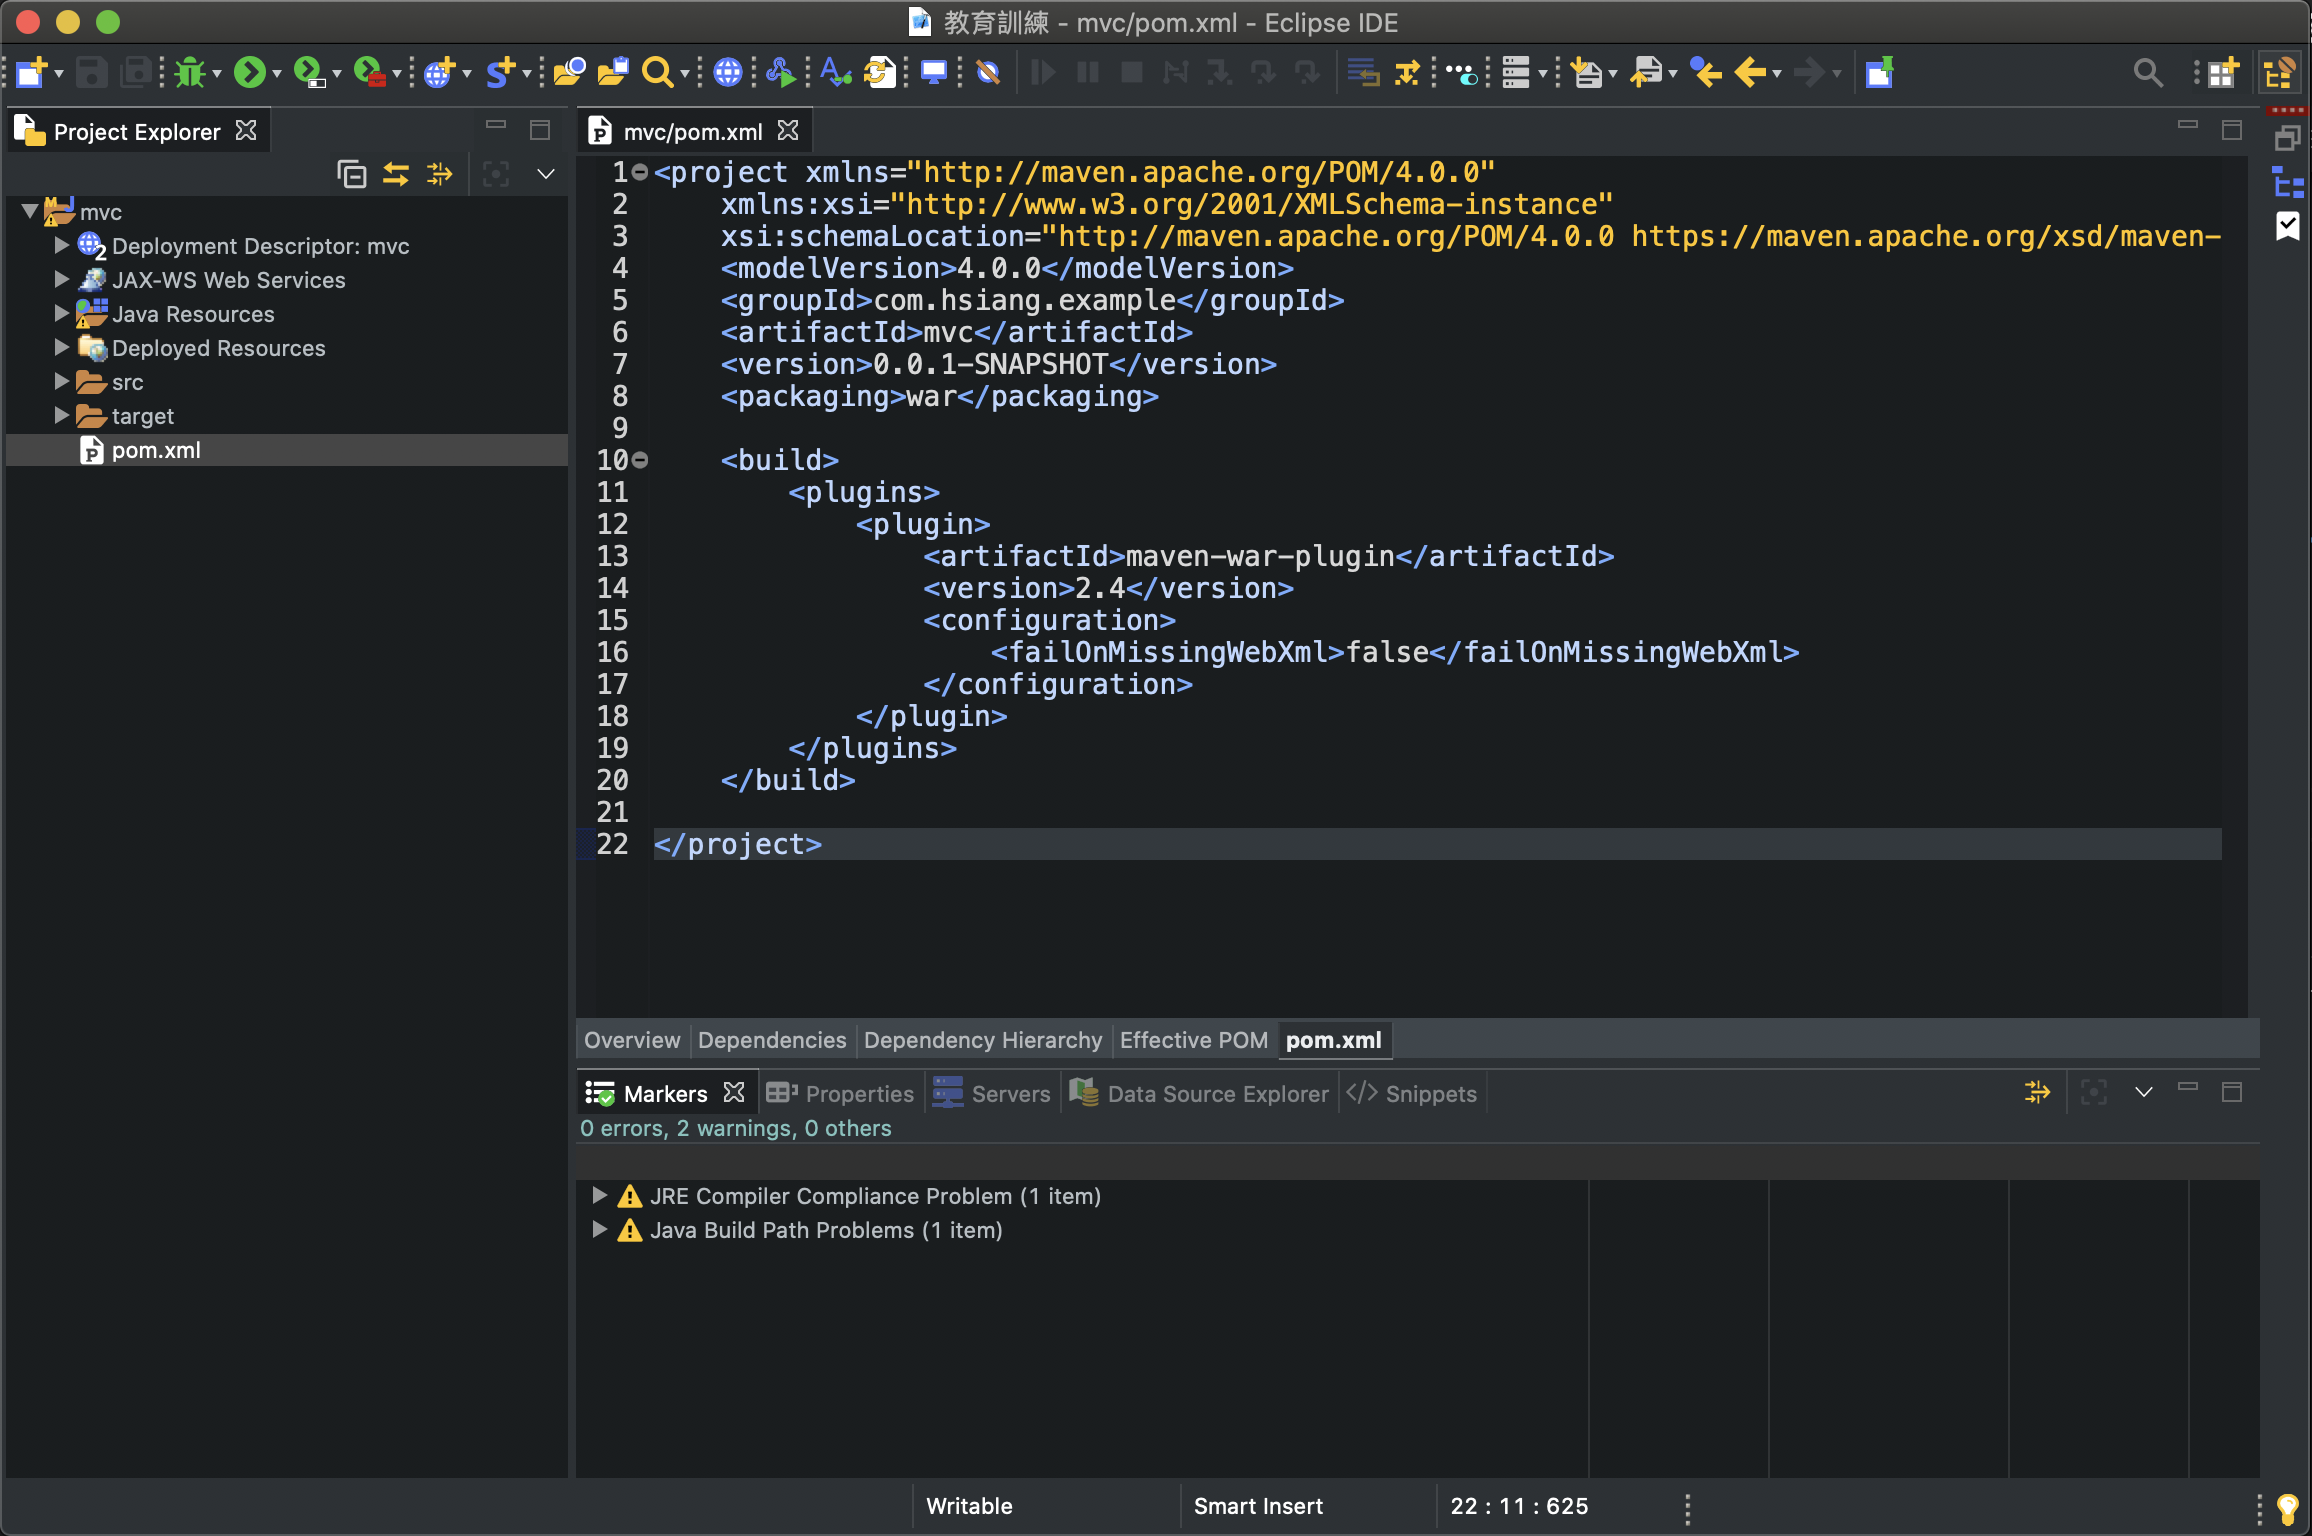 教育訓練 - mvc/pom.xml - Eclipse IDE
Project Explorer
mvc
Deployment Descriptor: mvc
JAX-WS Web Services
Java Resources
Deployed Resources
src
target
pom.xml
mvc/pom.xml
1 <project xmlns="http://maven.apache.org/POM/4.0.0"
2 xmlns:xsi="http://www.w3.org/2001/XMLSchema-instance"
3 xsi:schemaLocation="http://maven.apache.org/POM/4.0.0 https://maven.apache.org/xsd/maven-
4 <modelVersion>4.0.0</modelVersion>
5 <groupId>com.hsiang.example</groupId>
6 <artifactId>mvc</artifactId>
7 <version>0.0.1-SNAPSHOT</version>
8 <packaging>war</packaging>
9
10 <build>
11 <plugins>
12 <plugin>
13 <artifactId>maven-war-plugin</artifactId>
14 <version>2.4</version>
15 <configuration>
16 <failOnMissingWebXml>false</failOnMissingWebXml>
17 </configuration>
18 </plugin>
19 </plugins>
20 </build>
21
22 </project>
Overview Dependencies Dependency Hierarchy Effective POM pom.xml
Markers Properties Servers Data Source Explorer Snippets
0 errors, 2 warnings, 0 others
JRE Compiler Compliance Problem (1 item)
Java Build Path Problems (1 item)
Writable Smart Insert 22 : 11 : 625